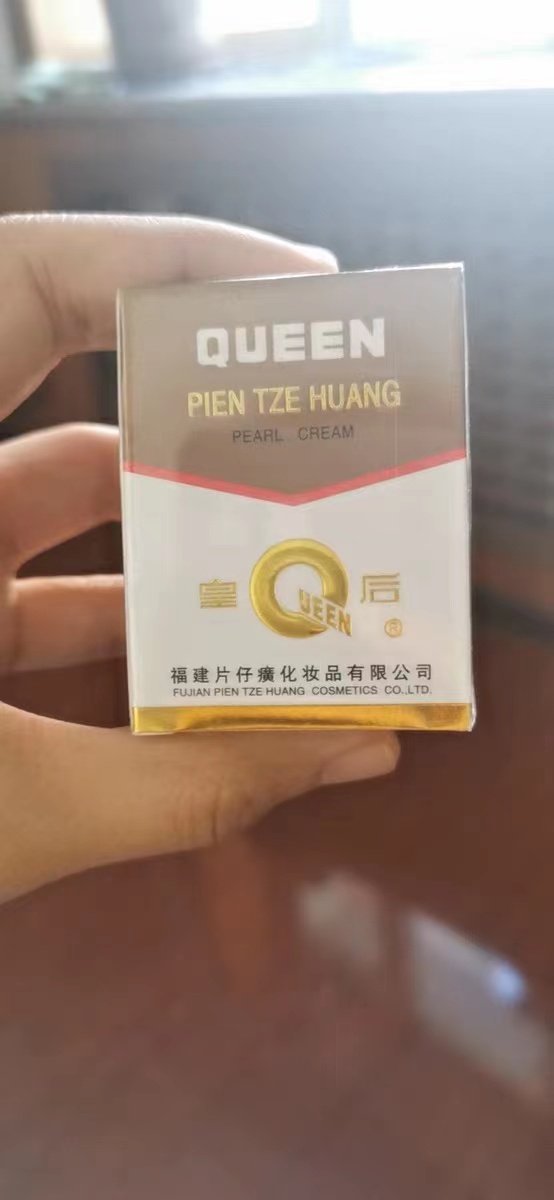 QUEEN
PIEN TZE HUANG
PEARL CREAM
皇 QUEEN 后
®
福建片仔癀化妆品有限公司
FUJIAN PIEN TZE HUANG COSMETICS CO.,LTD.